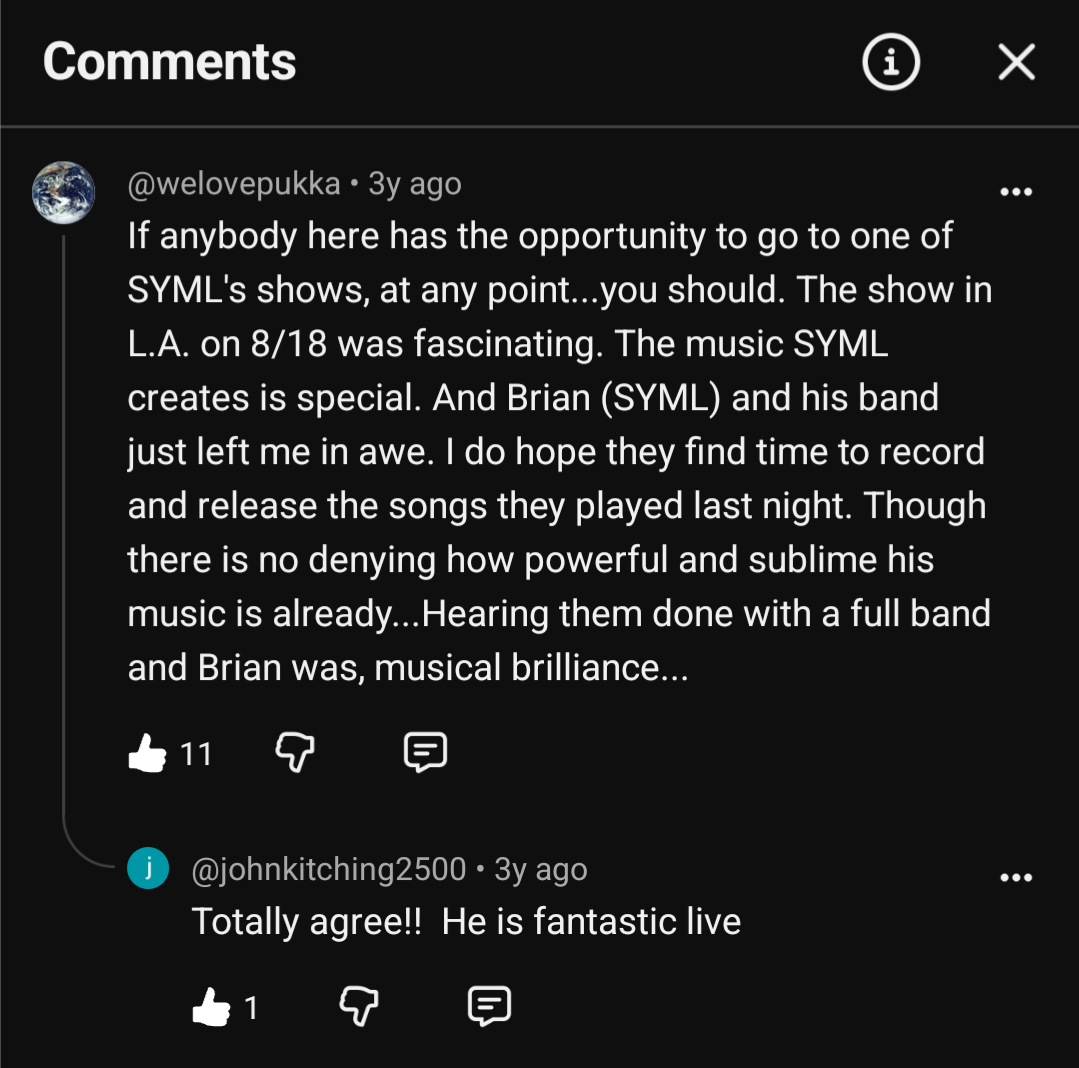 Comments
@welovepukka • 3y ago
If anybody here has the opportunity to go to one of
SYML's shows, at any point...you should. The show in
L.A. on 8/18 was fascinating. The music SYML
creates is special. And Brian (SYML) and his band
just left me in awe. I do hope they find time to record
and release the songs they played last night. Though
there is no denying how powerful and sublime his
music is already...Hearing them done with a full band
and Brian was, musical brilliance...
11
j
@johnkitching2500 • 3y ago
Totally agree!!  He is fantastic live
1